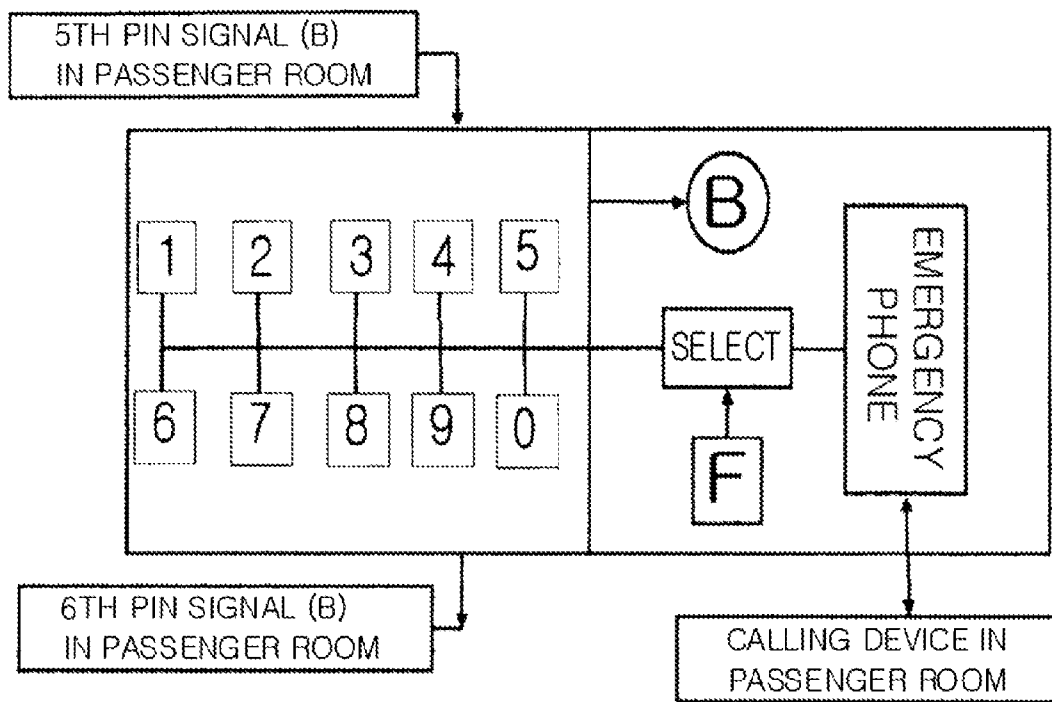 5TH PIN SIGNAL (B)
IN PASSENGER ROOM
B
1 2 3 4 5
SELECT
EMERGENCY
PHONE
6 7 8 9 0
F
6TH PIN SIGNAL (B)
IN PASSENGER ROOM
CALLING DEVICE IN
PASSENGER ROOM